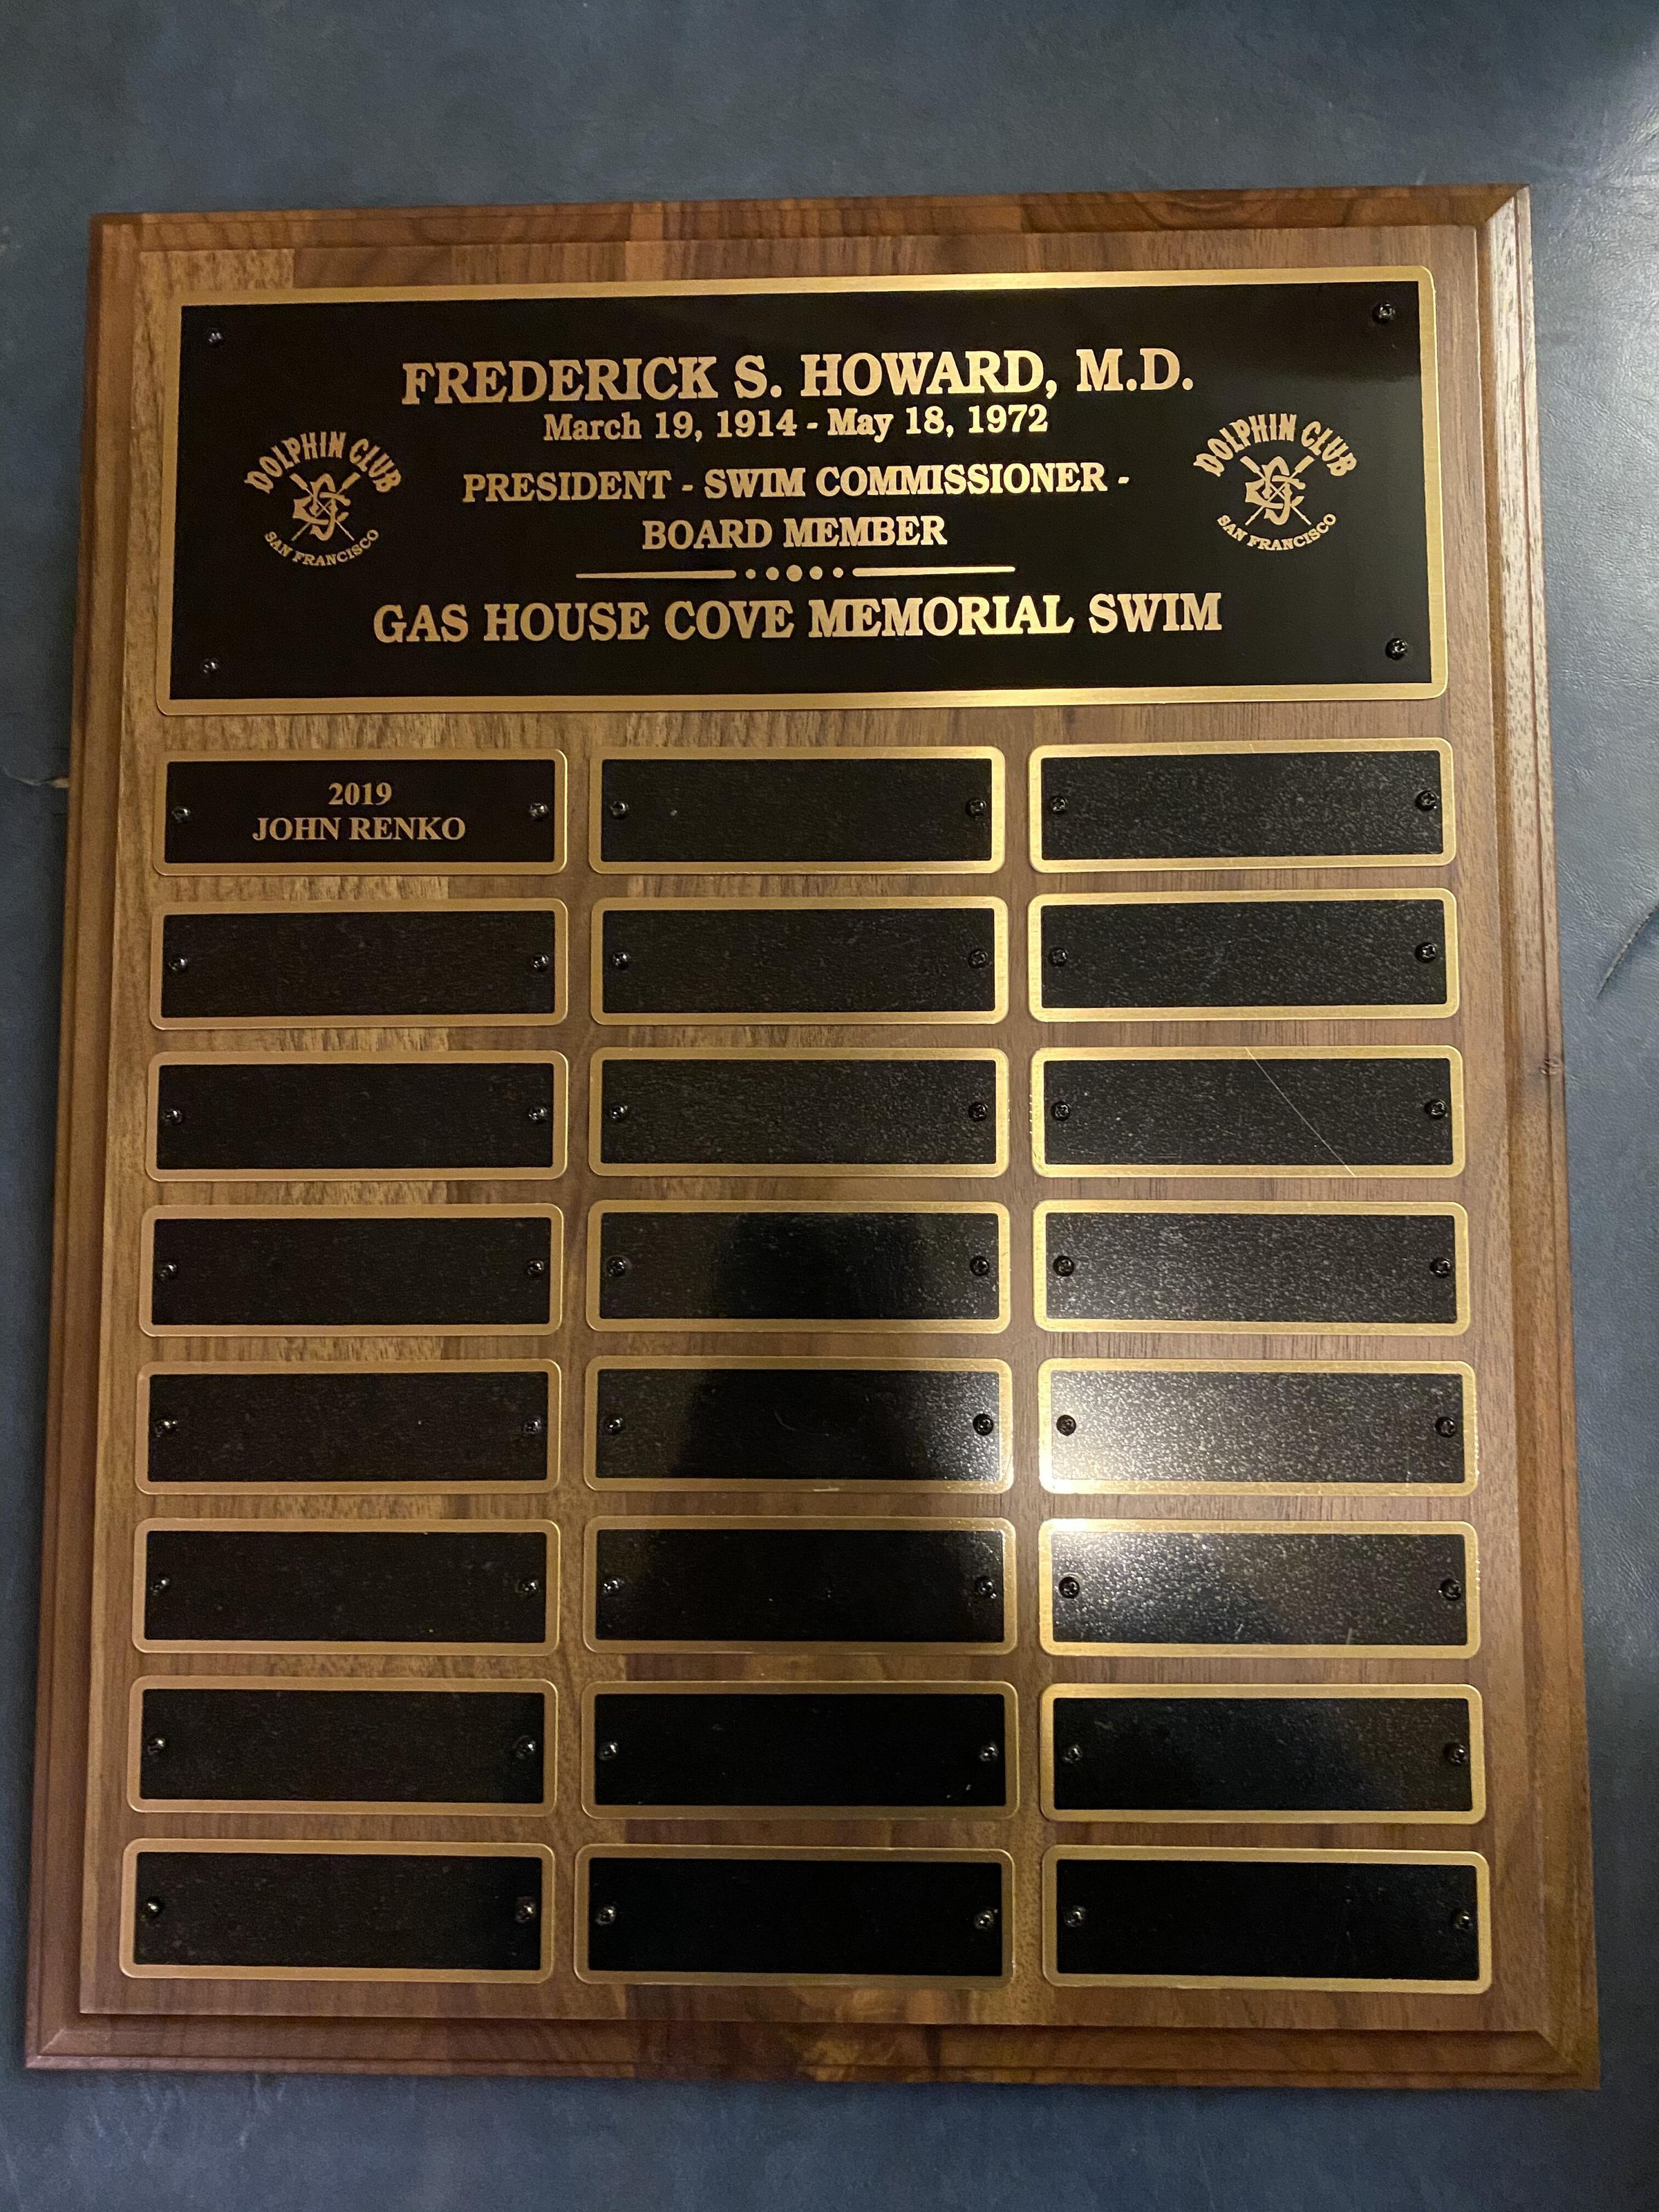 FREDERICK S. HOWARD, M.D.
March 19, 1914 - May 18, 1972
DOLPHIN CLUB
SAN FRANCISCO
PRESIDENT - SWIM COMMISSIONER -
BOARD MEMBER
DOLPHIN CLUB
SAN FRANCISCO
GAS HOUSE COVE MEMORIAL SWIM
2019
JOHN RENKO